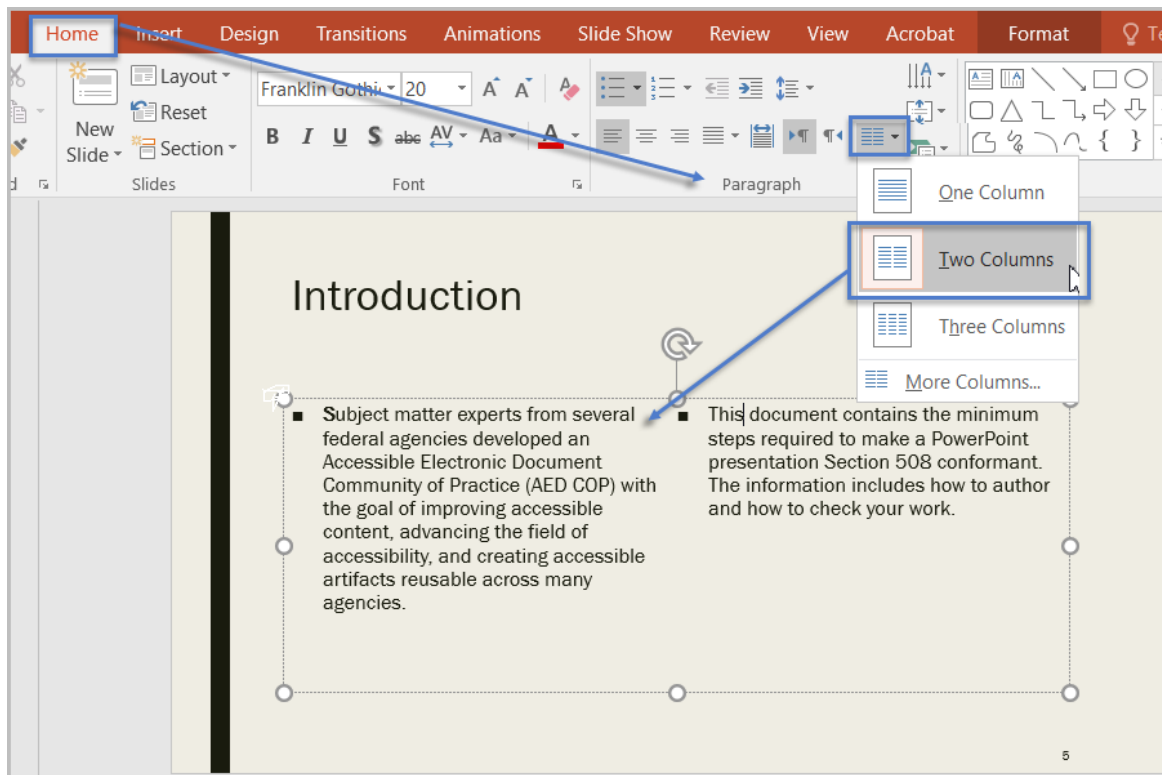 Home Insert Design Transitions Animations Slide Show Review View Acrobat Format
Layout
Reset
New
Slide
Section
Franklin Gothi 20
A A
B I U S abc AV Aa A
Slides Font Paragraph
One Column
Two Columns
Three Columns
More Columns...
Introduction
■ Subject matter experts from several
federal agencies developed an
Accessible Electronic Document
Community of Practice (AED COP) with
the goal of improving accessible
content, advancing the field of
accessibility, and creating accessible
artifacts reusable across many
agencies.
■ This document contains the minimum
steps required to make a PowerPoint
presentation Section 508 conformant.
The information includes how to author
and how to check your work.
5